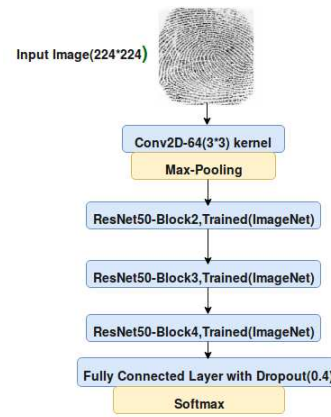 Input Image(224*224)
Conv2D-64(3*3) kernel
Max-Pooling
ResNet50-Block2,Trained(ImageNet)
ResNet50-Block3,Trained(ImageNet)
ResNet50-Block4,Trained(ImageNet)
Fully Connected Layer with Dropout(0.4)
Softmax